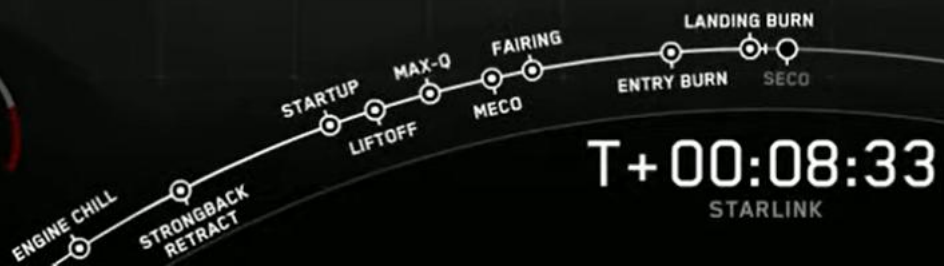 LANDING BURN
FAIRING
MAX-Q
STARTUP
ENTRY BURN
SECO
MECO
LIFTOFF
T+00:08:33
STARLINK
ENGINE CHILL
STRONGBACK
RETRACT